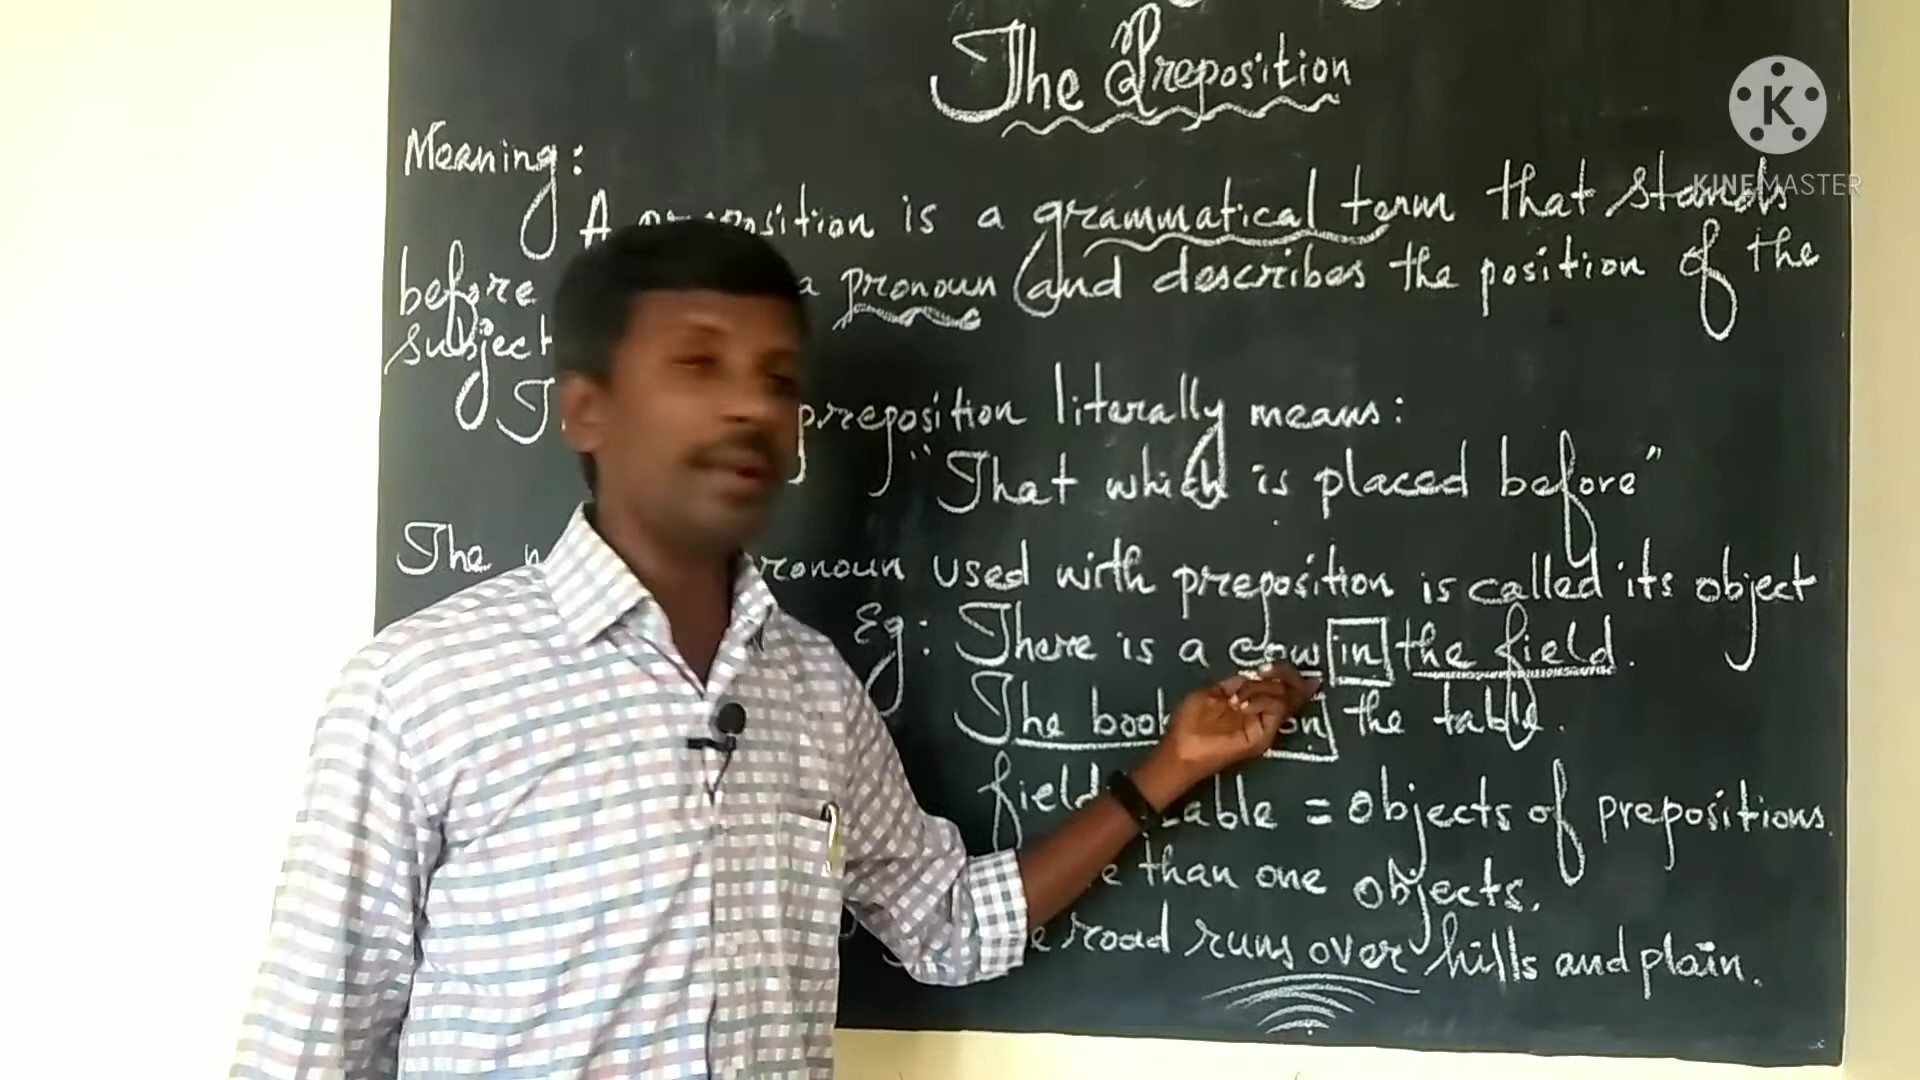 The Preposition
K
KINEMASTER
Meaning:
A preposition is a grammatical term that stands
before a pronoun (and describes the position of the
subject
preposition literally means:
"That which is placed before"
The pronoun used with preposition is called its object
Eg: There is a cow in the field.
The book on the table.
field table = objects of prepositions.
than one objects.
road runs over hills and plain.